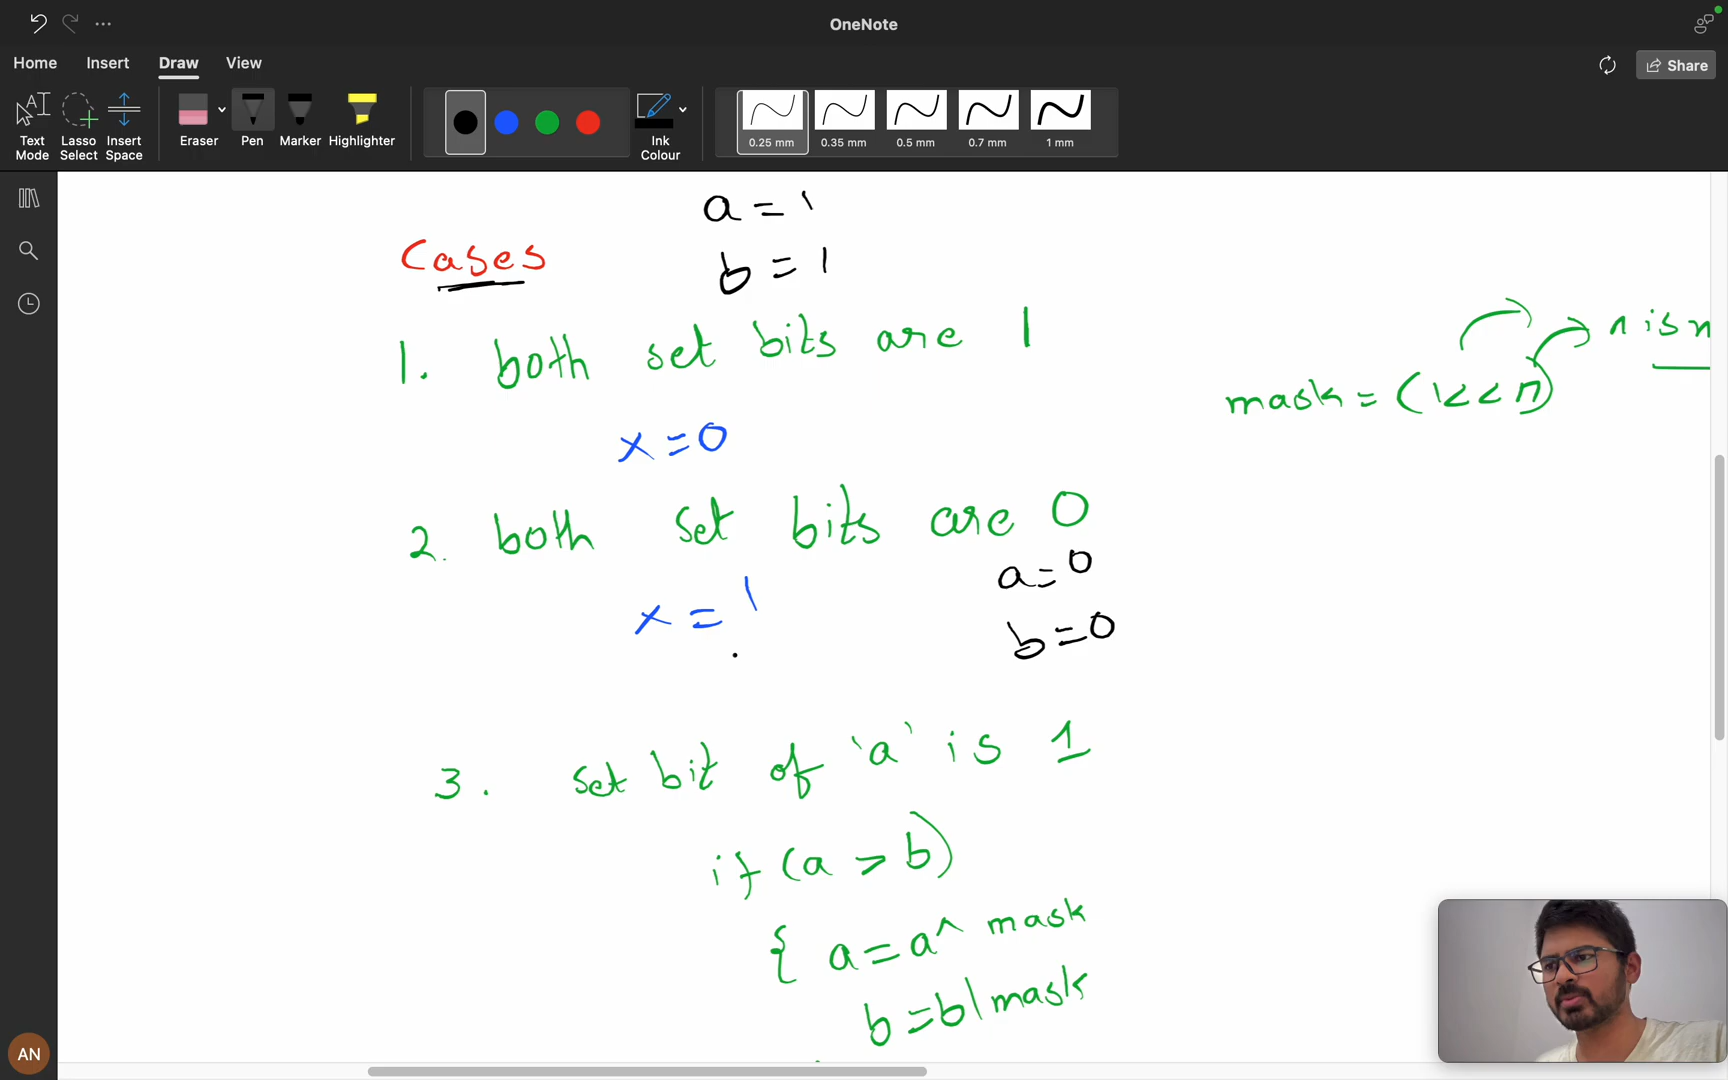 OneNote
Home Insert Draw View
Share
Text Mode
Lasso Select
Insert Space
Eraser
Pen
Marker
Highlighter
Ink Colour
0.25 mm
0.35 mm
0.5 mm
0.7 mm
1 mm
a = 1
Cases
b = 1
1. both set bits are 1
n is n
mask = (1<<n)
x = 0
2. both set bits are 0
a=0
x = 1
b=0
3. set bit of 'a' is 1
if (a > b)
{ a=a^ mask
b=b|mask
AN